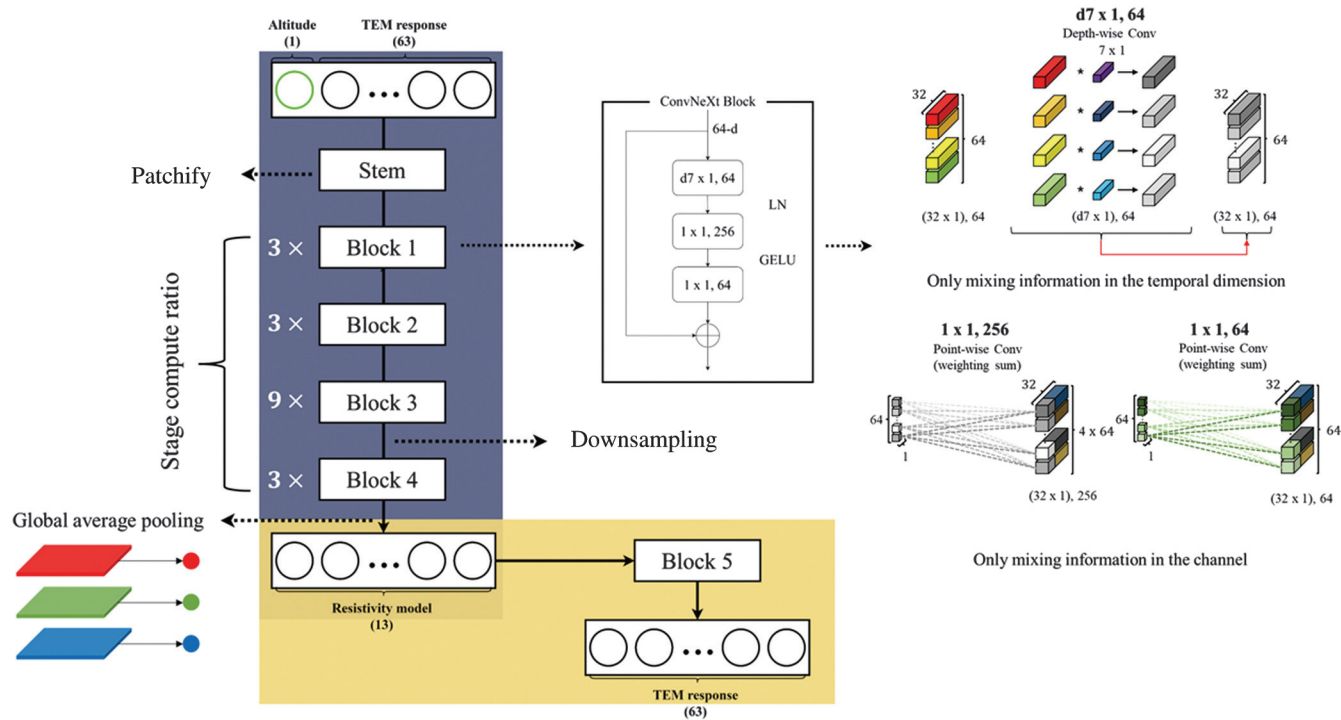 Altitude
(1)
TEM response
(63)
Patchify
Stem
Stage compute ratio
3 ×
Block 1
3 ×
Block 2
9 ×
Block 3
Downsampling
3 ×
Block 4
Global average pooling
Resistivity model
(13)
Block 5
TEM response
(63)
ConvNeXt Block
64-d
d7 x 1, 64
LN
1 x 1, 256
GELU
1 x 1, 64
d7 x 1, 64
Depth-wise Conv
7 x 1
32
64
*
*
*
*
32
64
(32 x 1), 64
(d7 x 1), 64
(32 x 1), 64
Only mixing information in the temporal dimension
1 x 1, 256
Point-wise Conv
(weighting sum)
64
1
32
4 x 64
(32 x 1), 256
1 x 1, 64
Point-wise Conv
(weighting sum)
64
1
32
64
(32 x 1), 64
Only mixing information in the channel